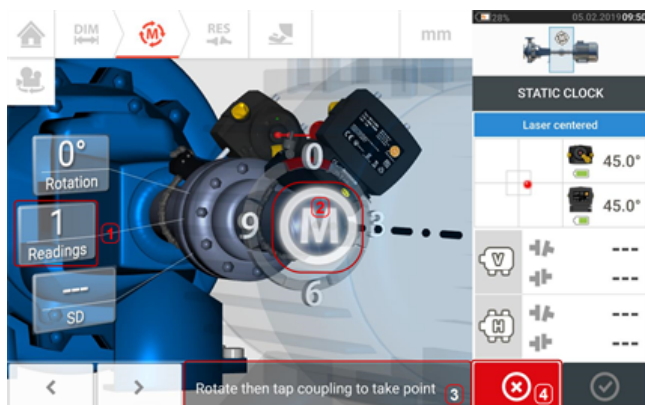 DIM
M
RES
mm
28%
05.02.2019 09:50
STATIC CLOCK
Laser centered
45.0°
45.0°
0°
Rotation
1
Readings
1
---
SD
0
3
6
9
M
2
V
---
---
H
---
---
Rotate then tap coupling to take point
3
4